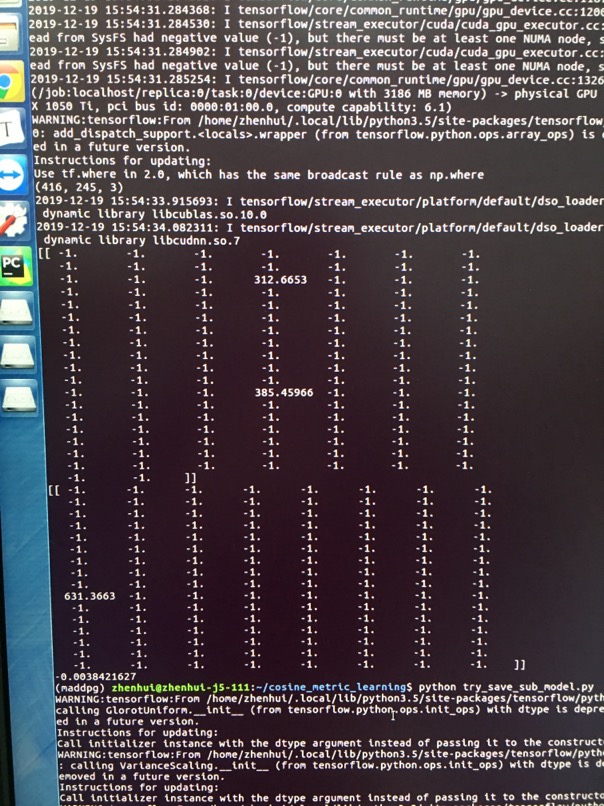 2019-12-19 15:54:31.284368: I tensorflow/core/common_runtime/gpu/gpu_device.cc:1200
2019-12-19 15:54:31.284530: I tensorflow/stream_executor/cuda/cuda_gpu_executor.cc:
ead from SysFS had negative value (-1), but there must be at least one NUMA node, s
2019-12-19 15:54:31.284902: I tensorflow/stream_executor/cuda/cuda_gpu_executor.cc:
ead from SysFS had negative value (-1), but there must be at least one NUMA node, s
2019-12-19 15:54:31.285254: I tensorflow/core/common_runtime/gpu/gpu_device.cc:1326
(/job:localhost/replica:0/task:0/device:GPU:0 with 3186 MB memory) -> physical GPU
X 1050 Ti, pci bus id: 0000:01:00.0, compute capability: 6.1)
WARNING:tensorflow:From /home/zhenhui/.local/lib/python3.5/site-packages/tensorflow
0: add_dispatch_support.<locals>.wrapper (from tensorflow.python.ops.array_ops) is
ed in a future version.
Instructions for updating:
Use tf.where in 2.0, which has the same broadcast rule as np.where
(416, 245, 3)
2019-12-19 15:54:33.915693: I tensorflow/stream_executor/platform/default/dso_loader
dynamic library libcublas.so.10.0
2019-12-19 15:54:34.082311: I tensorflow/stream_executor/platform/default/dso_loader
dynamic library libcudnn.so.7
[[ -1. -1. -1. -1. -1. -1. -1.
-1. -1. -1. -1. -1. -1. -1.
-1. -1. -1. 312.6653 -1. -1. -1.
-1. -1. -1. -1. -1. -1. -1.
-1. -1. -1. -1. -1. -1. -1.
-1. -1. -1. -1. -1. -1. -1.
-1. -1. -1. -1. -1. -1. -1.
-1. -1. -1. -1. -1. -1. -1.
-1. -1. -1. -1. -1. -1. -1.
-1. -1. -1. -1. -1. -1. -1.
-1. -1. -1. -1. -1. -1. -1.
-1. -1. -1. 385.45966 -1. -1. -1.
-1. -1. -1. -1. -1. -1. -1.
-1. -1. -1. -1. -1. -1. -1.
-1. -1. -1. -1. -1. -1. -1.
-1. -1. -1. -1. -1. -1. -1.
-1. -1. -1. -1. -1. -1. -1.
-1. -1. -1. -1. -1. -1. -1.
-1. -1. ]]
[[ -1. -1. -1. -1. -1. -1. -1. -1.
-1. -1. -1. -1. -1. -1. -1. -1.
-1. -1. -1. -1. -1. -1. -1. -1.
-1. -1. -1. -1. -1. -1. -1. -1.
-1. -1. -1. -1. -1. -1. -1. -1.
-1. -1. -1. -1. -1. -1. -1. -1.
-1. -1. -1. -1. -1. -1. -1. -1.
-1. -1. -1. -1. -1. -1. -1. -1.
-1. -1. -1. -1. -1. -1. -1. -1.
631.3663 -1. -1. -1. -1. -1. -1. -1.
-1. -1. -1. -1. -1. -1. -1. -1.
-1. -1. -1. -1. -1. -1. -1. -1.
-1. -1. -1. -1. -1. -1. -1. -1.
-1. -1. -1. -1. -1. -1. -1. -1.
-1. -1. -1. -1. -1. -1. -1. -1.
-1. -1. -1. -1. -1. -1. -1. -1. ]]
-0.0038421627
(maddpg) zhenhui@zhenhui-j5-111:~/cosine_metric_learning$ python try_save_sub_model.py
WARNING:tensorflow:From /home/zhenhui/.local/lib/python3.5/site-packages/tensorflow/pyth
calling GlorotUniform.__init__ (from tensorflow.python.ops.init_ops) with dtype is depre
ed in a future version.
Instructions for updating:
Call initializer instance with the dtype argument instead of passing it to the construct
WARNING:tensorflow:From /home/zhenhui/.local/lib/python3.5/site-packages/tensorflow/pytho
: calling VarianceScaling.__init__ (from tensorflow.python.ops.init_ops) with dtype is de
emoved in a future version.
Instructions for updating:
Call initializer instance with the dtype argument instead of passing it to the constructo
PC